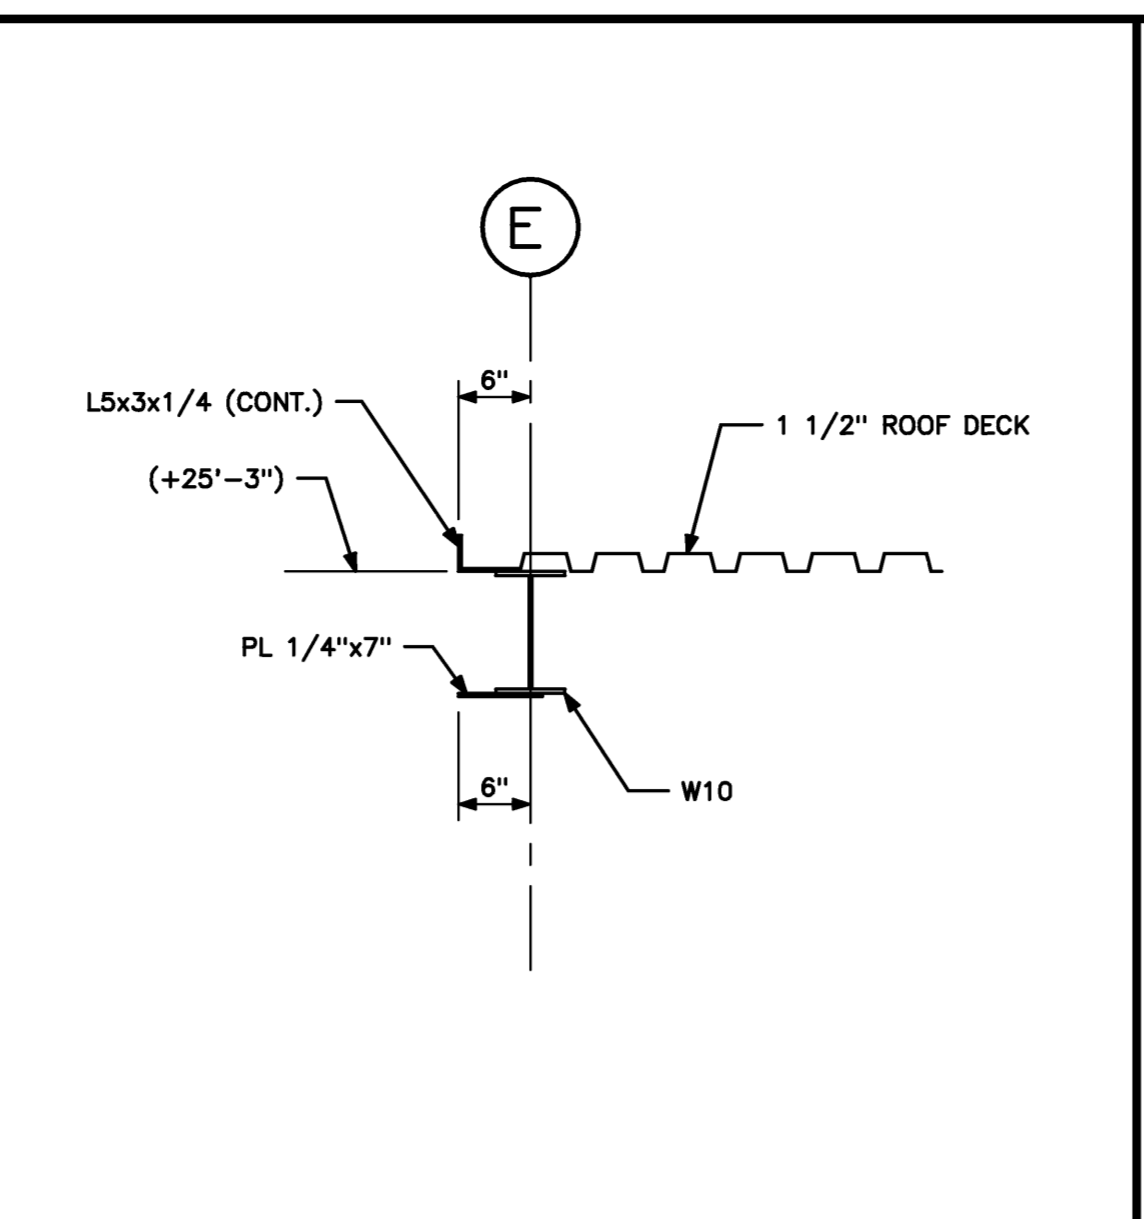 E
6"
L5x3x1/4 (CONT.)
1 1/2" ROOF DECK
(+25'-3")
PL 1/4"x7"
6"
W10